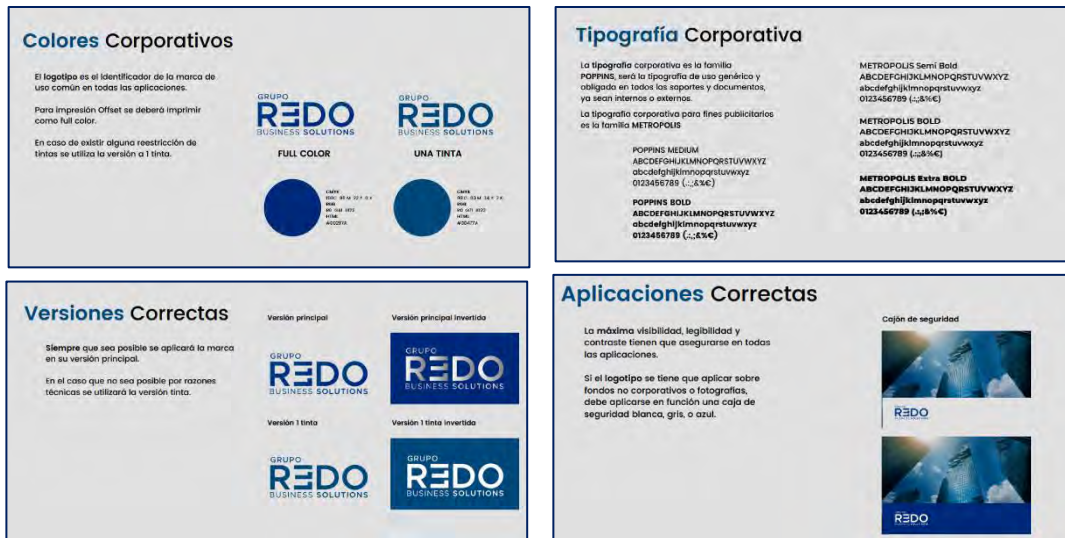 Colores Corporativos
El logotipo es el identificador de la marca de
uso común en todas las aplicaciones.
Para impresión Offset se deberá imprimir
como full color.
En caso de existir alguna reestricción de
tintas se utiliza la versión a 1 tinta.
GRUPO
REDO
BUSINESS SOLUTIONS
FULL COLOR
GRUPO
REDO
BUSINESS SOLUTIONS
UNA TINTA
CMYK
RGB
HTML
CMYK
RGB
HTML
Tipografía Corporativa
La tipografía corporativa es la familia
POPPINS, será la tipografía de uso genérico y
obligada en todos los soportes y documentos,
ya sean internos o externos.
La tipografía corporativa para fines publicitarios
es la familia METROPOLIS
POPPINS MEDIUM
ABCDEFGHIJKLMNOPQRSTUVWXYZ
abcdefghijklmnopqrstuvwxyz
0123456789 (.:,;&%€)
POPPINS BOLD
ABCDEFGHIJKLMNOPQRSTUVWXYZ
abcdefghijklmnopqrstuvwxyz
0123456789 (.:,;&%€)
METROPOLIS Semi Bold
ABCDEFGHIJKLMNOPQRSTUVWXYZ
abcdefghijklmnopqrstuvwxyz
0123456789 (.:,;&%€)
METROPOLIS BOLD
ABCDEFGHIJKLMNOPQRSTUVWXYZ
abcdefghijklmnopqrstuvwxyz
0123456789 (.:,;&%€)
METROPOLIS Extra BOLD
ABCDEFGHIJKLMNOPQRSTUVWXYZ
abcdefghijklmnopqrstuvwxyz
0123456789 (.:,;&%€)
Versiones Correctas
Siempre que sea posible se aplicará la marca
en su versión principal.
En el caso que no sea posible por razones
técnicas se utilizará la versión tinta.
Versión principal
GRUPO
REDO
BUSINESS SOLUTIONS
Versión principal invertida
GRUPO
REDO
BUSINESS SOLUTIONS
Versión 1 tinta
GRUPO
REDO
BUSINESS SOLUTIONS
Versión 1 tinta invertida
GRUPO
REDO
BUSINESS SOLUTIONS
Aplicaciones Correctas
La máxima visibilidad, legibilidad y
contraste tienen que asegurarse en todas
las aplicaciones.
Si el logotipo se tiene que aplicar sobre
fondos no corporativos o fotografías,
debe aplicarse en función una caja de
seguridad blanca, gris, o azul.
Cajón de seguridad
REDO
REDO